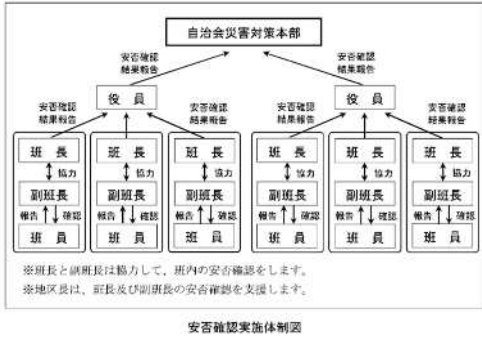 自治会災害対策本部
安否確認
結果報告
安否確認
結果報告
役 員
役 員
安否確認
結果報告
安否確認
結果報告
安否確認
結果報告
安否確認
結果報告
班 長
班 長
班 長
班 長
班 長
班 長
協力
協力
協力
協力
協力
協力
副班長
副班長
副班長
副班長
副班長
副班長
報告 確認
報告 確認
報告 確認
報告 確認
報告 確認
報告 確認
班 員
班 員
班 員
班 員
班 員
班 員
※班長と副班長は協力して、班内の安否確認をします。
※地区長は、班長及び副班長の安否確認を支援します。
安否確認実施体制図